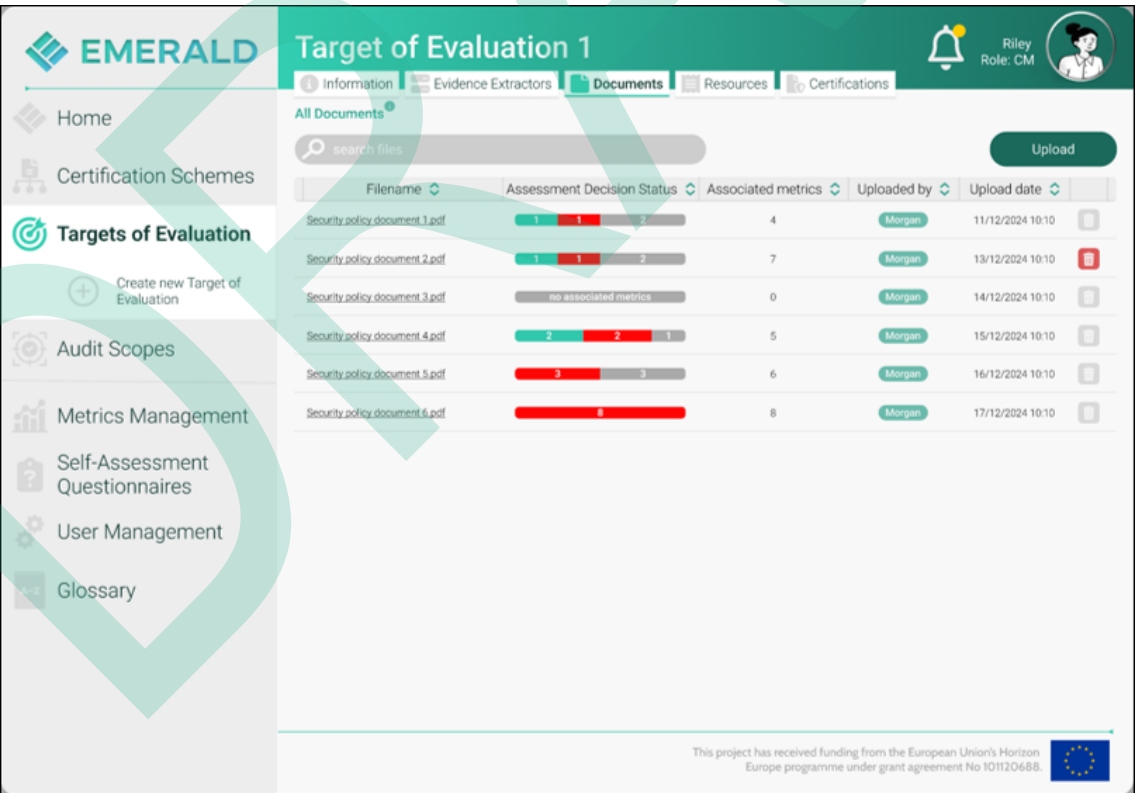 EMERALD
Target of Evaluation 1
Riley
Role: CM
Information
Evidence Extractors
Documents
Resources
Certifications
Home
Certification Schemes
Targets of Evaluation
Create new Target of
Evaluation
Audit Scopes
Metrics Management
Self-Assessment
Questionnaires
User Management
A-Z
Glossary
All Documents
search files
Upload
Filename Assessment Decision Status Associated metrics Uploaded by Upload date
Security policy document 1.pdf 1 1 2 4 Morgan 11/12/2024 10:10
Security policy document 2.pdf 1 1 2 7 Morgan 13/12/2024 10:10
Security policy document 3.pdf no associated metrics 0 Morgan 14/12/2024 10:10
Security policy document 4.pdf 2 2 1 5 Morgan 15/12/2024 10:10
Security policy document 5.pdf 3 3 6 Morgan 16/12/2024 10:10
Security policy document 6.pdf 8 8 Morgan 17/12/2024 10:10
This project has received funding from the European Union's Horizon
Europe programme under grant agreement No 101120688.